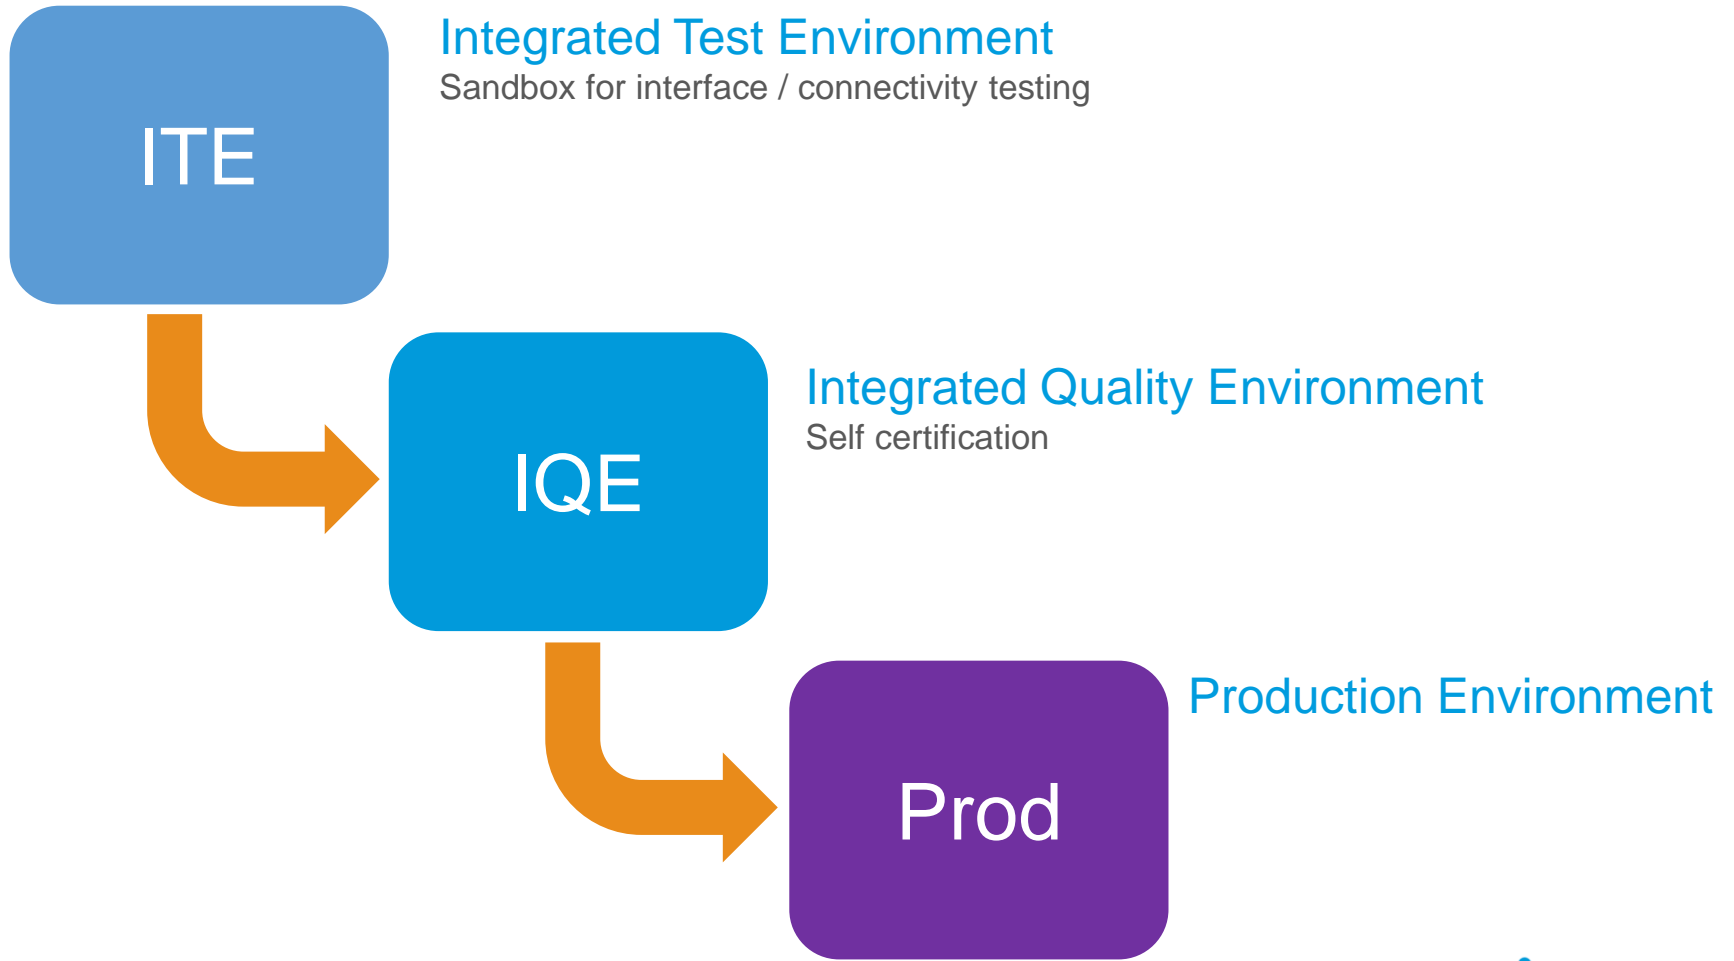 Integrated Test Environment
Sandbox for interface / connectivity testing
ITE
Integrated Quality Environment
Self certification
IQE
Production Environment
Prod